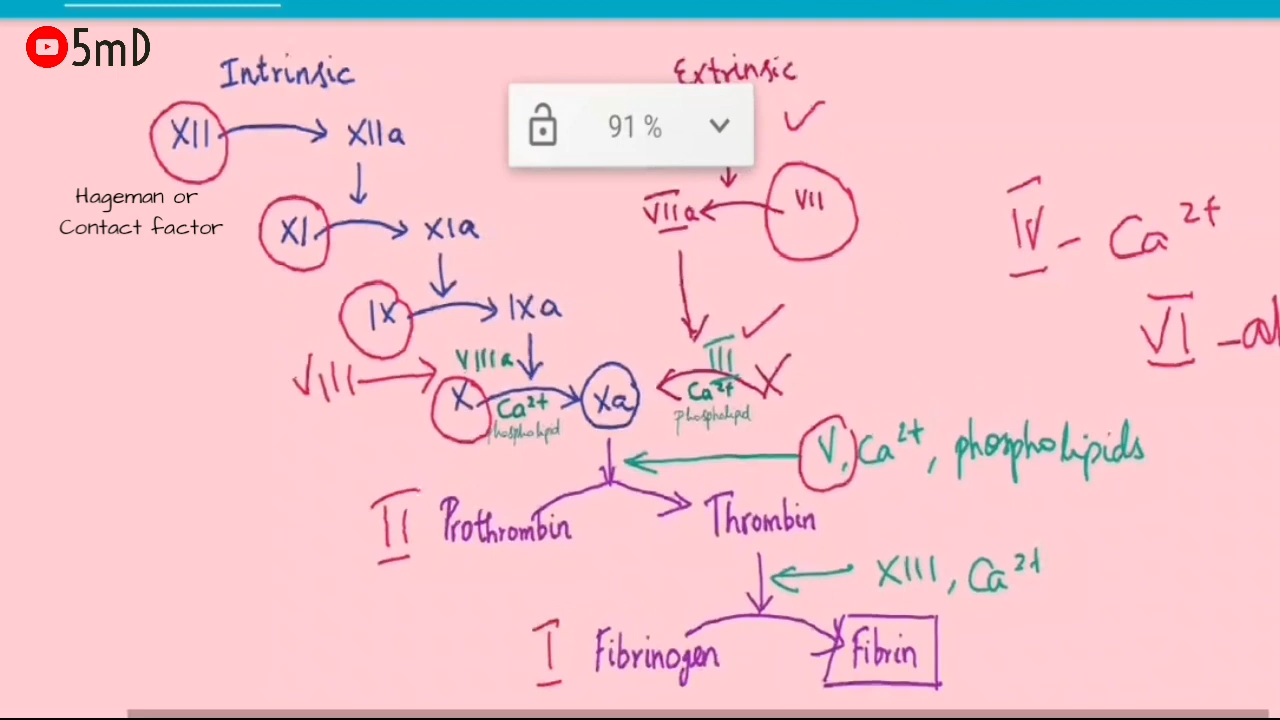 5mD
Intrinsic
Extrinsic
91 %
XII XIIa
Hageman or
Contact factor
VIIa VII
XI XIa
IV - Ca2+
IX IXa
VI -
VIII VIIIa III
X Ca2+ Xa Ca2+ X
phospholipid phospholipid
V, Ca2+, phospholipids
II Prothrombin Thrombin
XIII, Ca2+
I Fibrinogen Fibrin